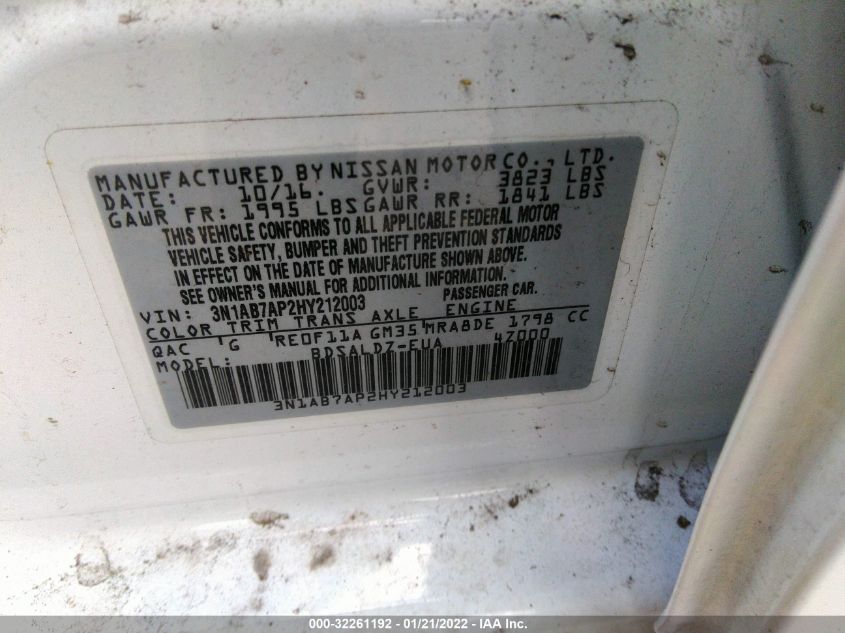 MANUFACTURED BY NISSAN MOTOR CO., LTD.
DATE: 10/16. GVWR: 3823 LBS
GAWR FR: 1995 LBS GAWR RR: 1841 LBS
THIS VEHICLE CONFORMS TO ALL APPLICABLE FEDERAL MOTOR
VEHICLE SAFETY, BUMPER AND THEFT PREVENTION STANDARDS
IN EFFECT ON THE DATE OF MANUFACTURE SHOWN ABOVE.
SEE OWNER'S MANUAL FOR ADDITIONAL INFORMATION.
VIN: 3N1AB7AP2HY212003 PASSENGER CAR.
COLOR TRIM TRANS AXLE ENGINE
QAC G RE0F11A GM35 MRA8DE 1798 CC
MODEL: BDSALDZ-EUA 4Z000
3N1AB7AP2HY212003
000-32261192 - 01/21/2022 - IAA Inc.